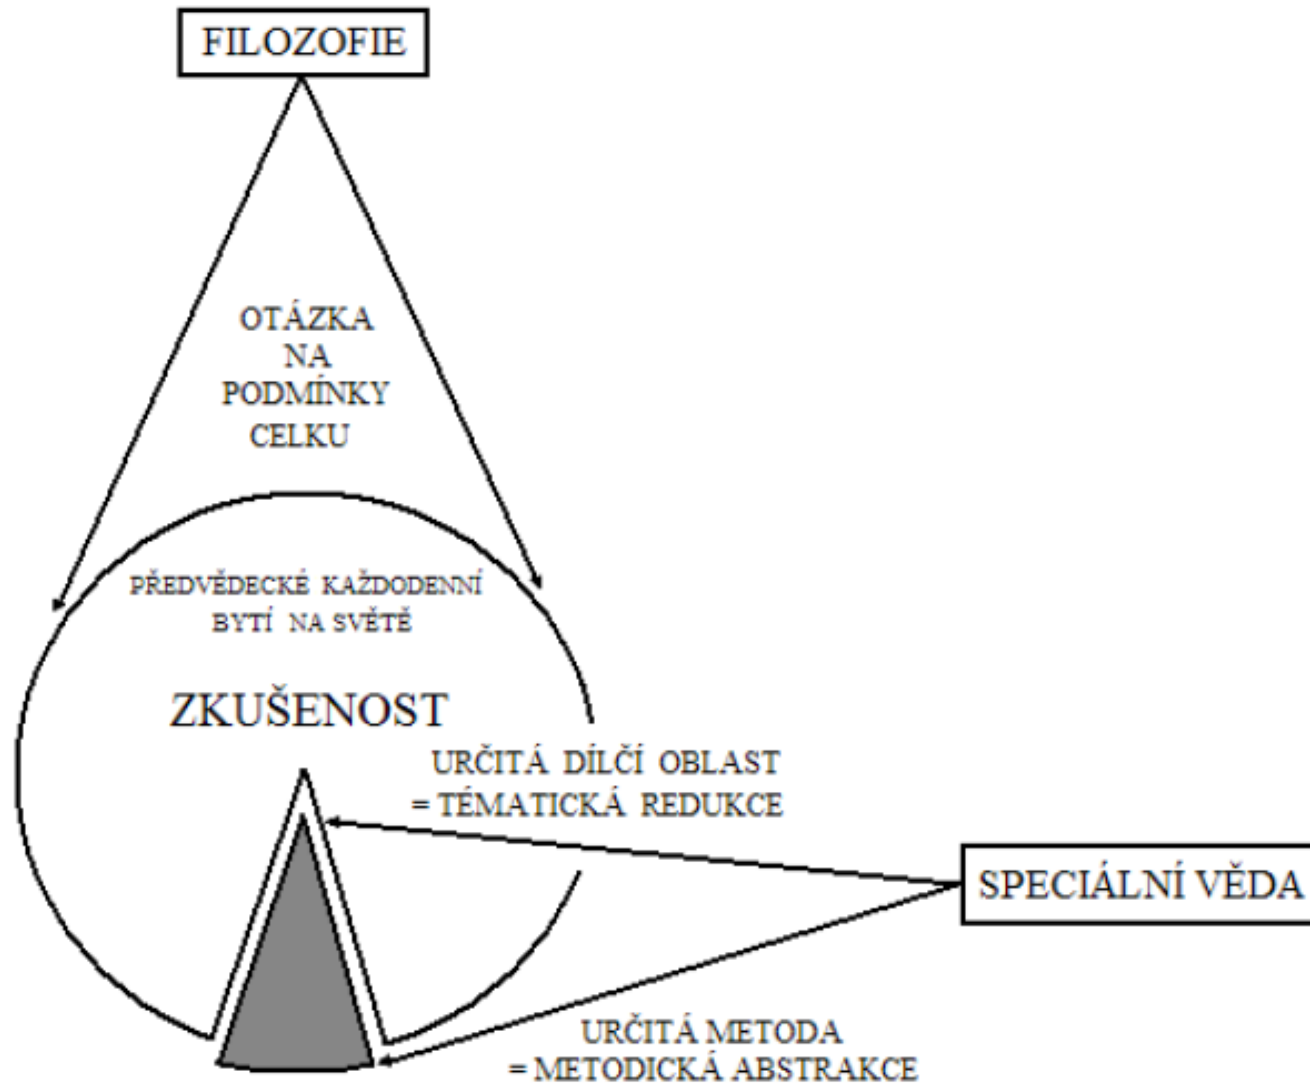 FILOZOFIE
OTÁZKA
NA
PODMÍNKY
CELKU
PŘEDVĚDECKÉ KAŽDODENNÍ
BYTÍ NA SVĚTĚ
ZKUŠENOST
URČITÁ DÍLČÍ OBLAST
= TÉMATICKÁ REDUKCE
SPECIÁLNÍ VĚDA
URČITÁ METODA
= METODICKÁ ABSTRAKCE